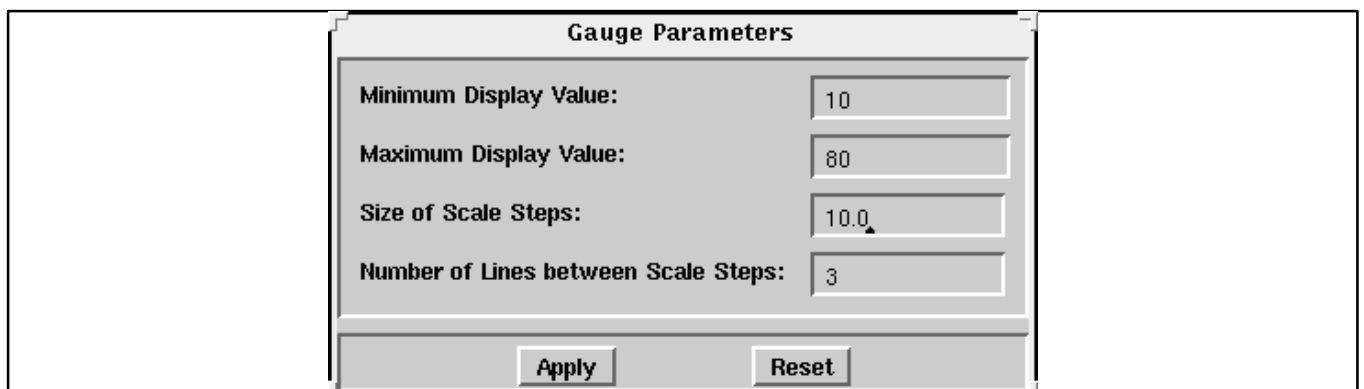 Gauge Parameters
Minimum Display Value: 10
Maximum Display Value: 80
Size of Scale Steps: 10.0
Number of Lines between Scale Steps: 3
Apply Reset